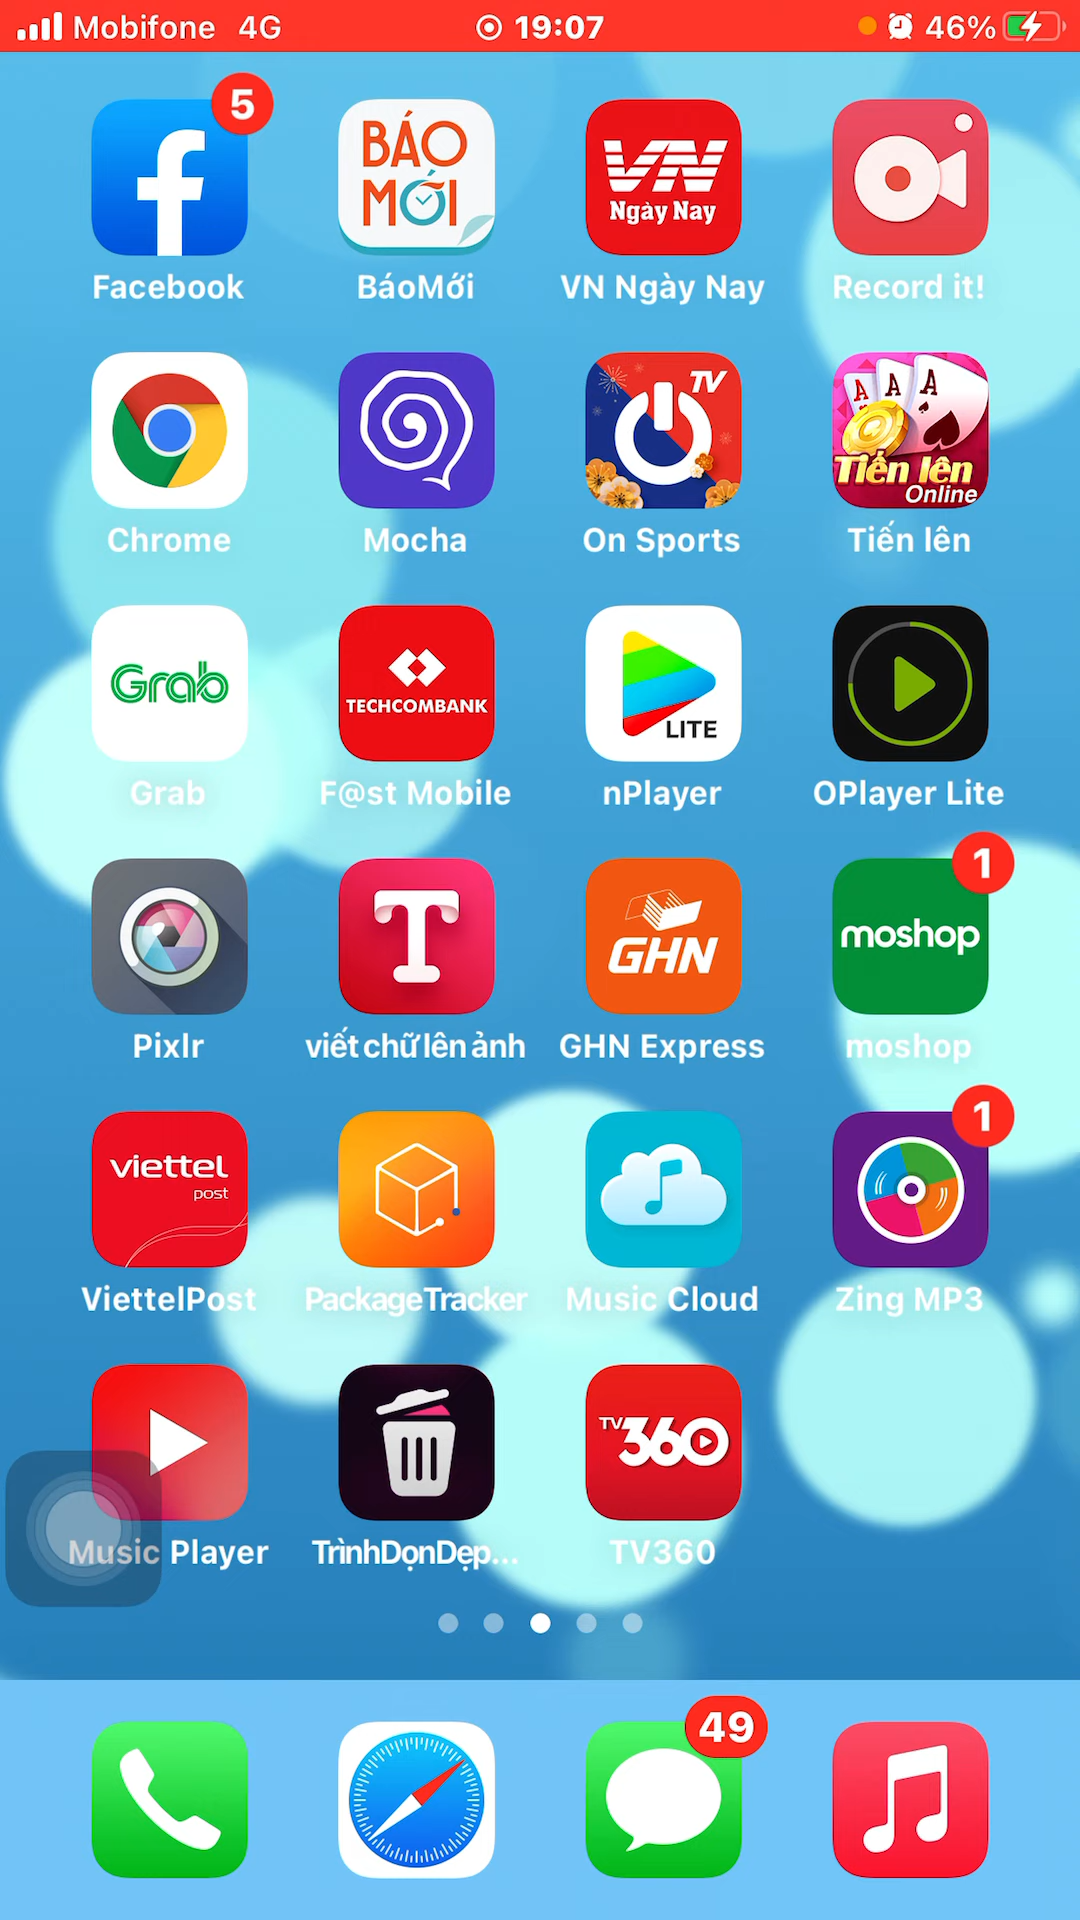 Mobifone 4G 19:07 46%
5
BÁO MỚI
VN Ngày Nay
Facebook BáoMới VN Ngày Nay Record it!
TV
A A A
Tiến lên Online
Chrome Mocha On Sports Tiến lên
Grab
TECHCOMBANK
LITE
Grab F@st Mobile nPlayer OPlayer Lite
1
T
GHN
moshop
Pixlr viết chữ lên ảnh GHN Express moshop
1
viettel post
ViettelPost PackageTracker Music Cloud Zing MP3
TV360
Music Player TrìnhDọnDẹp... TV360
49